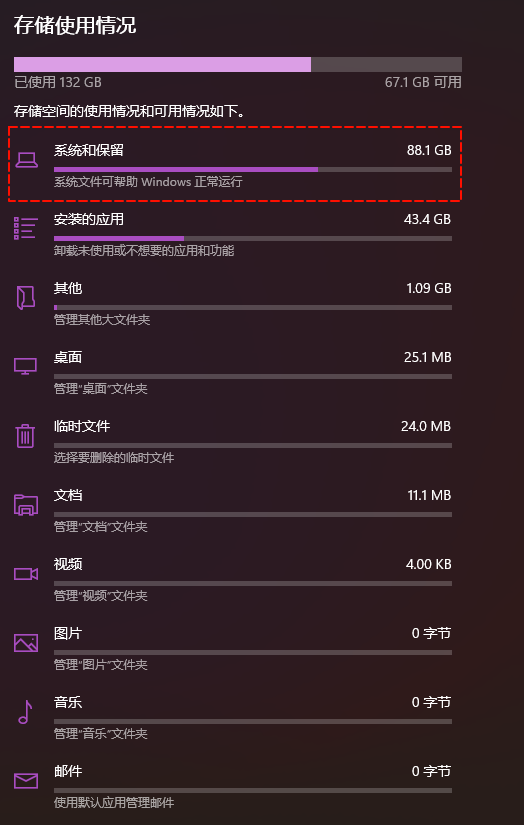 存储使用情况
已使用 132 GB 67.1 GB 可用
存储空间的使用情况和可用情况如下。
系统和保留 88.1 GB
系统文件可帮助 Windows 正常运行
安装的应用 43.4 GB
卸载未使用或不想要的应用和功能
其他 1.09 GB
管理其他大文件夹
桌面 25.1 MB
管理"桌面"文件夹
临时文件 24.0 MB
选择要删除的临时文件
文档 11.1 MB
管理"文档"文件夹
视频 4.00 KB
管理"视频"文件夹
图片 0 字节
管理"图片"文件夹
音乐 0 字节
管理"音乐"文件夹
邮件 0 字节
使用默认应用管理邮件